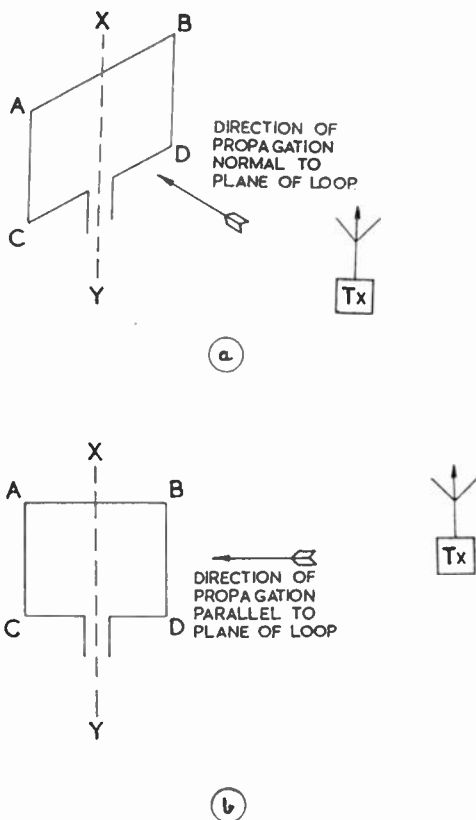 X
B
A
DIRECTION OF
PROPAGATION
NORMAL TO
PLANE OF LOOP.
D
C
Y
Tx
a
X
A
B
Tx
DIRECTION OF
PROPAGATION
PARALLEL TO
PLANE OF LOOP
C
D
Y
b